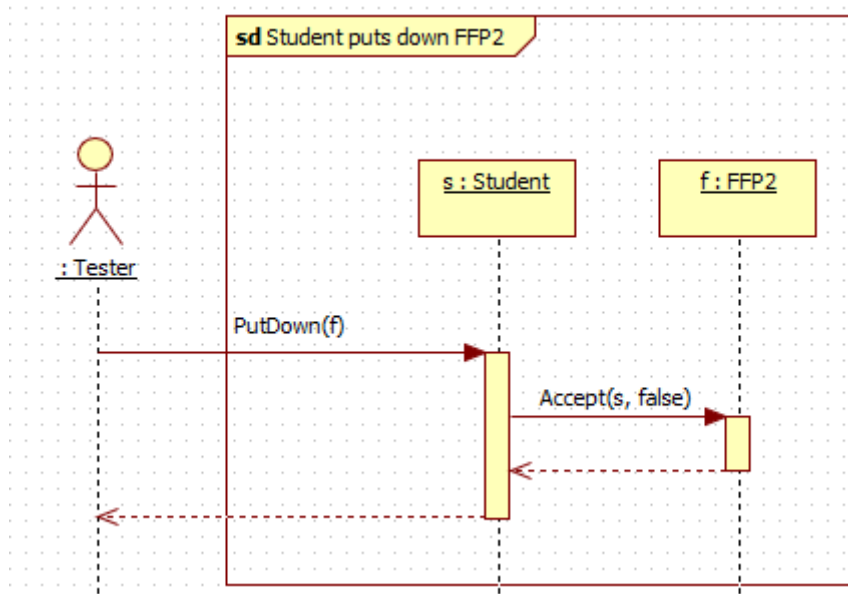 sd Student puts down FFP2
s : Student
f : FFP2
: Tester
PutDown(f)
Accept(s, false)